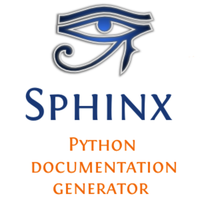 Sphinx
Python
documentation
generator